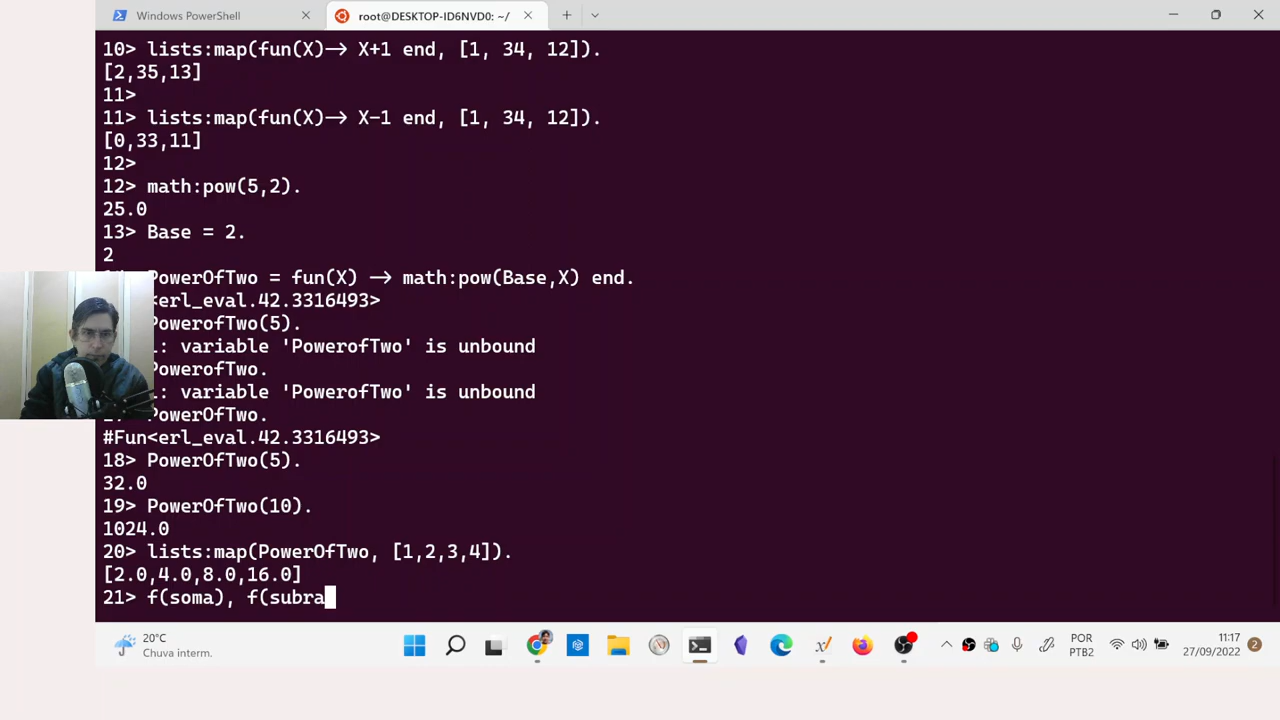 Windows PowerShell
root@DESKTOP-ID6NVD0: ~/
10> lists:map(fun(X)-> X+1 end, [1, 34, 12]).
[2,35,13]
11>
11> lists:map(fun(X)-> X-1 end, [1, 34, 12]).
[0,33,11]
12>
12> math:pow(5,2).
25.0
13> Base = 2.
2
PowerOfTwo = fun(X) -> math:pow(Base,X) end.
<erl_eval.42.3316493>
PowerofTwo(5).
: variable 'PowerofTwo' is unbound
PowerofTwo.
: variable 'PowerofTwo' is unbound
PowerOfTwo.
#Fun<erl_eval.42.3316493>
18> PowerOfTwo(5).
32.0
19> PowerOfTwo(10).
1024.0
20> lists:map(PowerOfTwo, [1,2,3,4]).
[2.0,4.0,8.0,16.0]
21> f(soma), f(subra
20°C
Chuva interm.
POR
PTB2
11:17
27/09/2022
2